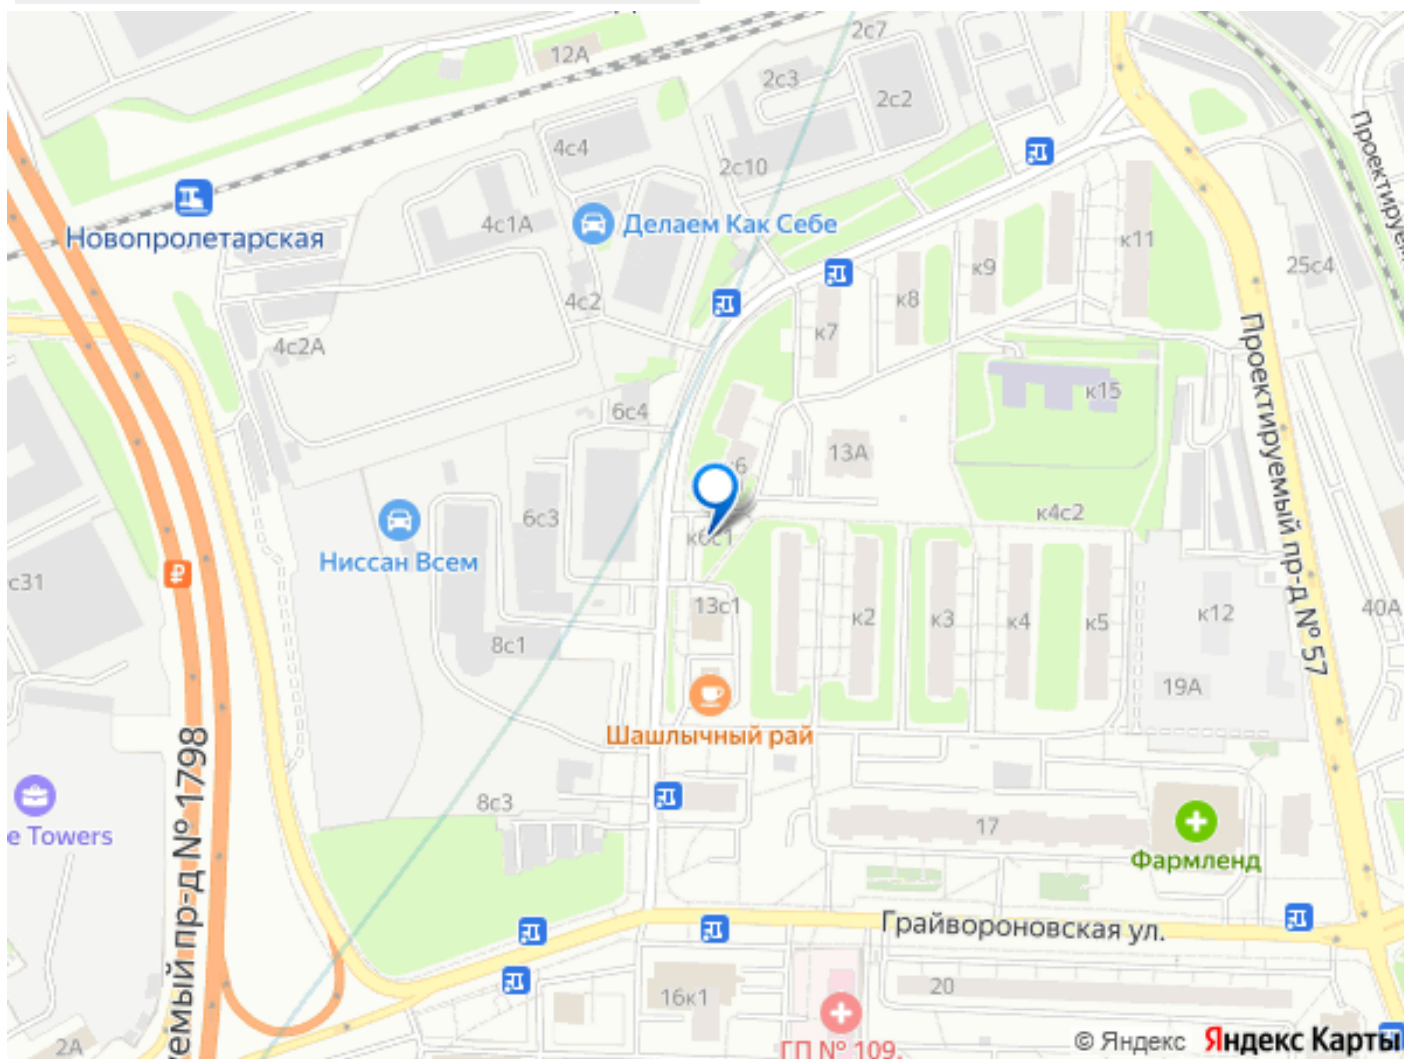 2с7
12А
2с3
2с2
4с4
2с10
Проектируем
4с1А
Делаем Как Себе
Новопролетарская
к11
к9
25с4
к8
4с2
к7
4с2А
к15
6с4
13А
к6
6с3
к4с2
к6с1
Ниссан Всем
Проектируемый пр-д № 57
с31
13с1
к2
к3
к4
к5
к12
40А
8с1
19А
Шашлычный рай
емый пр-д № 1798
8с3
17
e Towers
Фармленд
Грайвороновская ул.
16к1
20
2А
ГП № 109,
© Яндекс Яндекс Карты